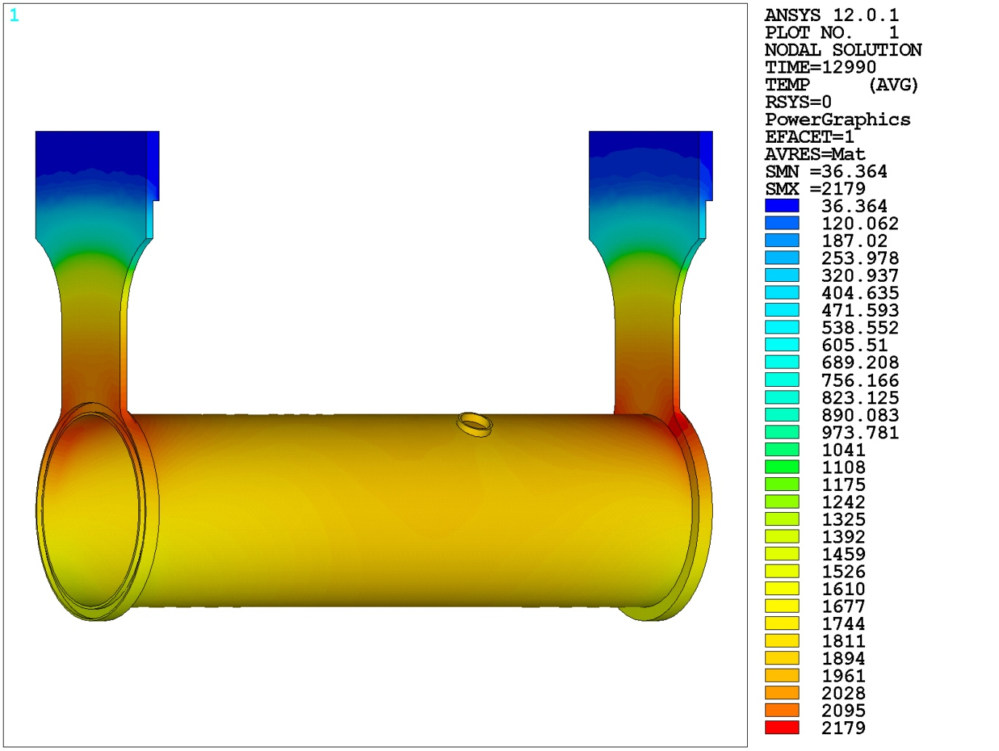 1
ANSYS 12.0.1
PLOT NO. 1
NODAL SOLUTION
TIME=12990
TEMP (AVG)
RSYS=0
PowerGraphics
EFACET=1
AVRES=Mat
SMN =36.364
SMX =2179
36.364
120.062
187.02
253.978
320.937
404.635
471.593
538.552
605.51
689.208
756.166
823.125
890.083
973.781
1041
1108
1175
1242
1325
1392
1459
1526
1610
1677
1744
1811
1894
1961
2028
2095
2179